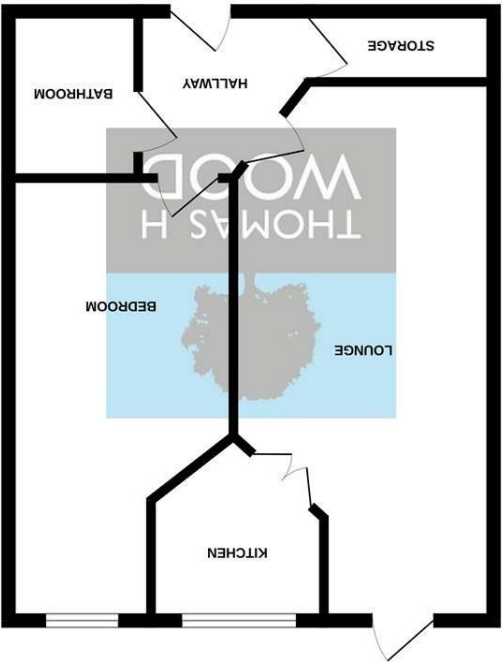 KITCHEN
LOUNGE
BEDROOM
THOMAS H
WOOD
BATHROOM
HALLWAY
STORAGE